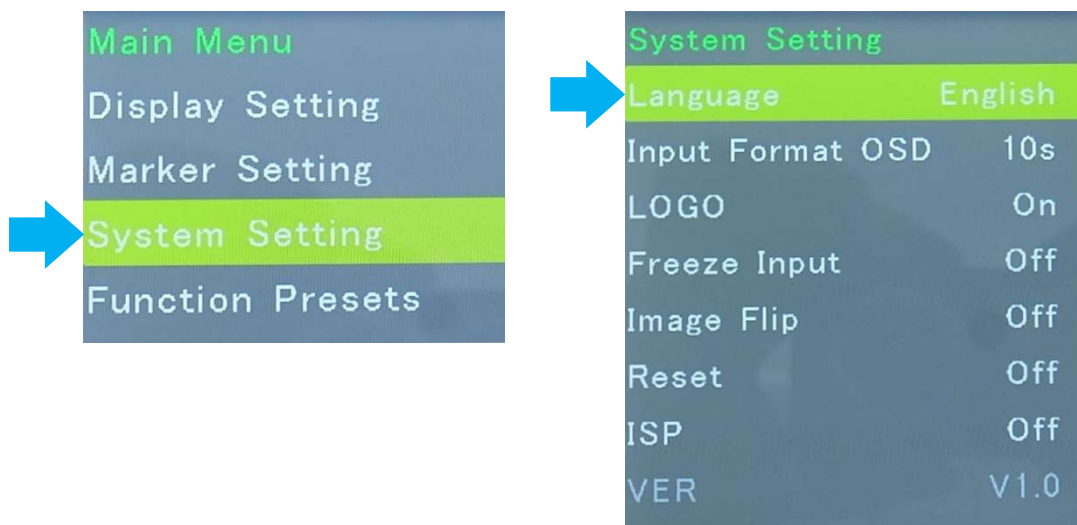 Main Menu
Display Setting
Marker Setting
System Setting
Function Presets
System Setting
Language English
Input Format OSD 10s
LOGO On
Freeze Input Off
Image Flip Off
Reset Off
ISP Off
VER V1.0